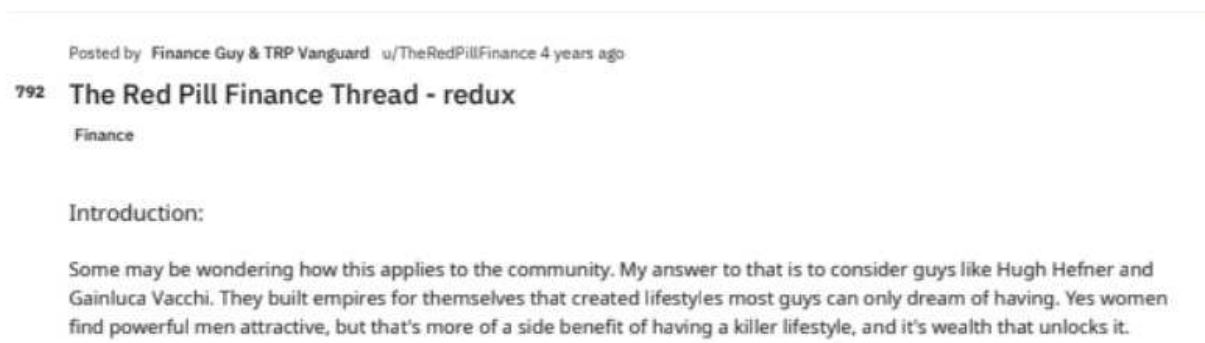 Posted by Finance Guy & TRP Vanguard u/TheRedPillFinance 4 years ago
792 The Red Pill Finance Thread - redux
Finance
Introduction:
Some may be wondering how this applies to the community. My answer to that is to consider guys like Hugh Hefner and
Gainluca Vacchi. They built empires for themselves that created lifestyles most guys can only dream of having. Yes women
find powerful men attractive, but that's more of a side benefit of having a killer lifestyle, and it's wealth that unlocks it.